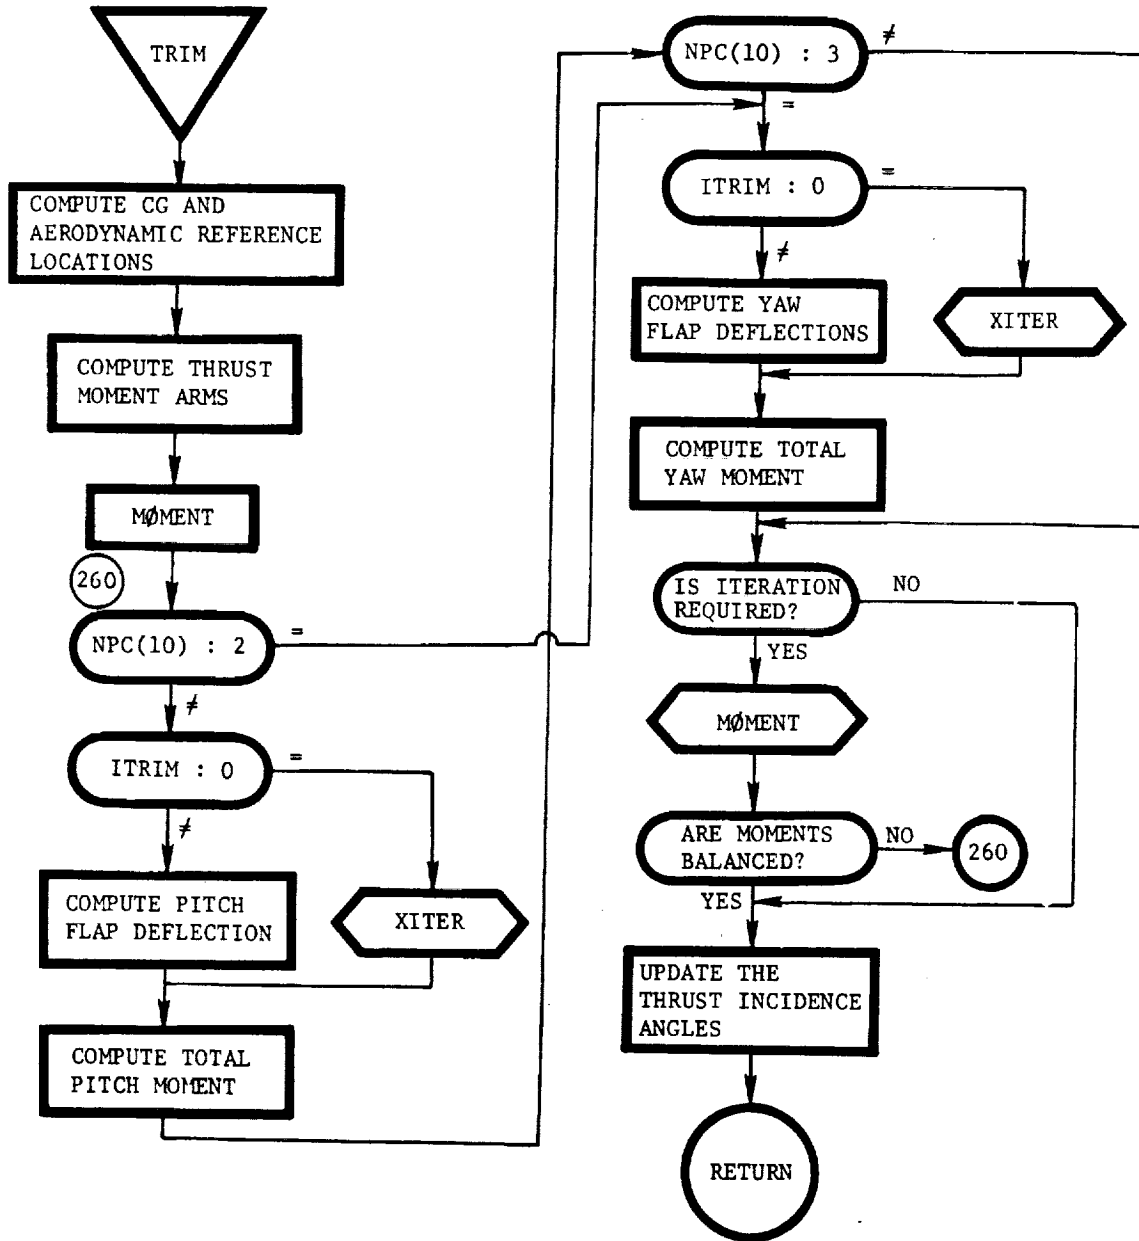 TRIM
COMPUTE CG AND
AERODYNAMIC REFERENCE
LOCATIONS
COMPUTE THRUST
MOMENT ARMS
MØMENT
260
NPC(10) : 2
=
≠
ITRIM : 0
=
≠
COMPUTE PITCH
FLAP DEFLECTION
XITER
COMPUTE TOTAL
PITCH MOMENT
NPC(10) : 3
≠
=
ITRIM : 0
=
≠
COMPUTE YAW
FLAP DEFLECTIONS
XITER
COMPUTE TOTAL
YAW MOMENT
IS ITERATION
REQUIRED?
NO
YES
MØMENT
ARE MOMENTS
BALANCED?
NO
260
YES
UPDATE THE
THRUST INCIDENCE
ANGLES
RETURN